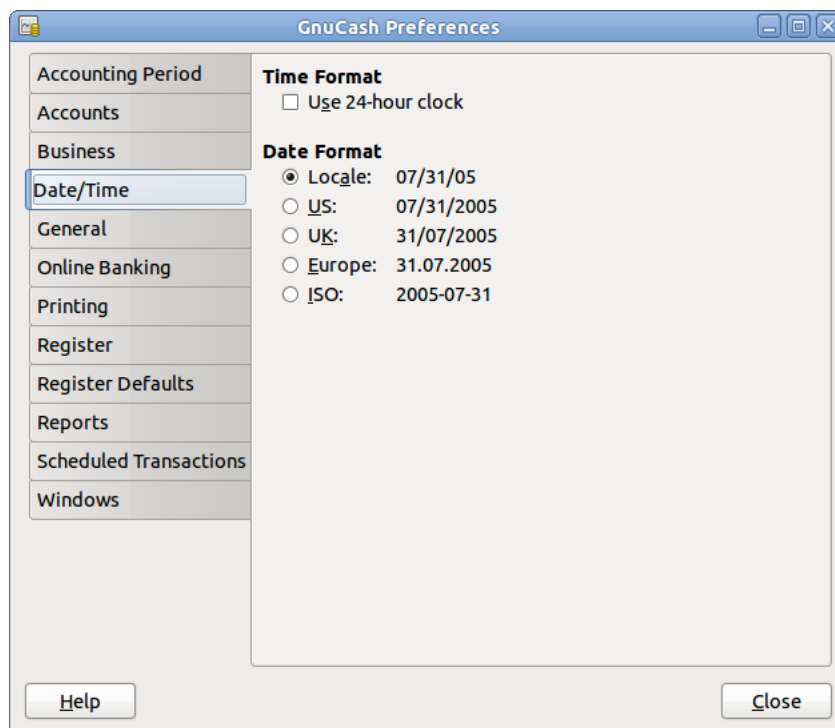 GnuCash Preferences
Accounting Period
Accounts
Business
Date/Time
General
Online Banking
Printing
Register
Register Defaults
Reports
Scheduled Transactions
Windows
Time Format
Use 24-hour clock
Date Format
Locale: 07/31/05
US: 07/31/2005
UK: 31/07/2005
Europe: 31.07.2005
ISO: 2005-07-31
Help
Close